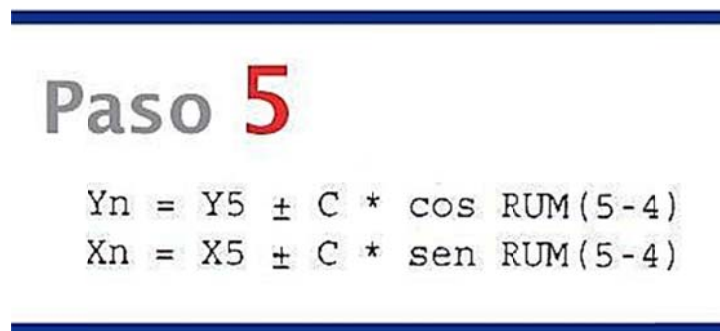 Paso 5
Yn = Y5 ± C * cos RUM(5-4)
Xn = X5 ± C * sen RUM(5-4)